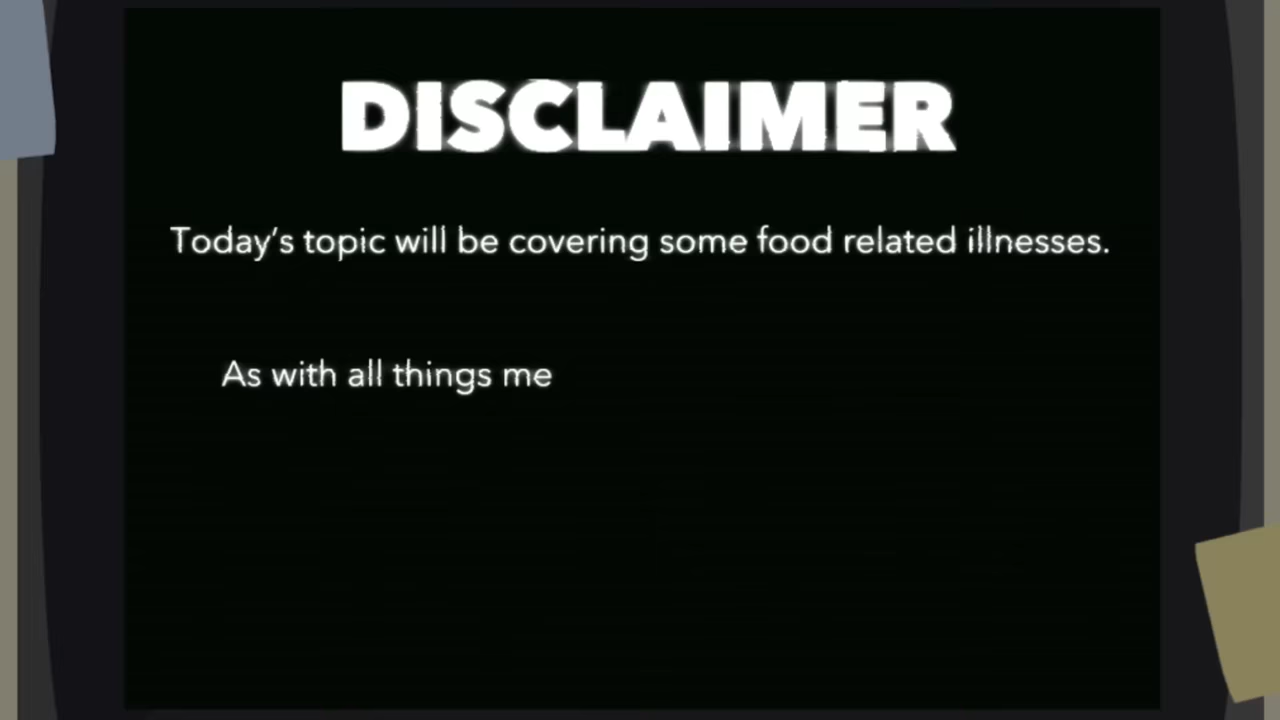 DISCLAIMER
Today's topic will be covering some food related illnesses.
As with all things me